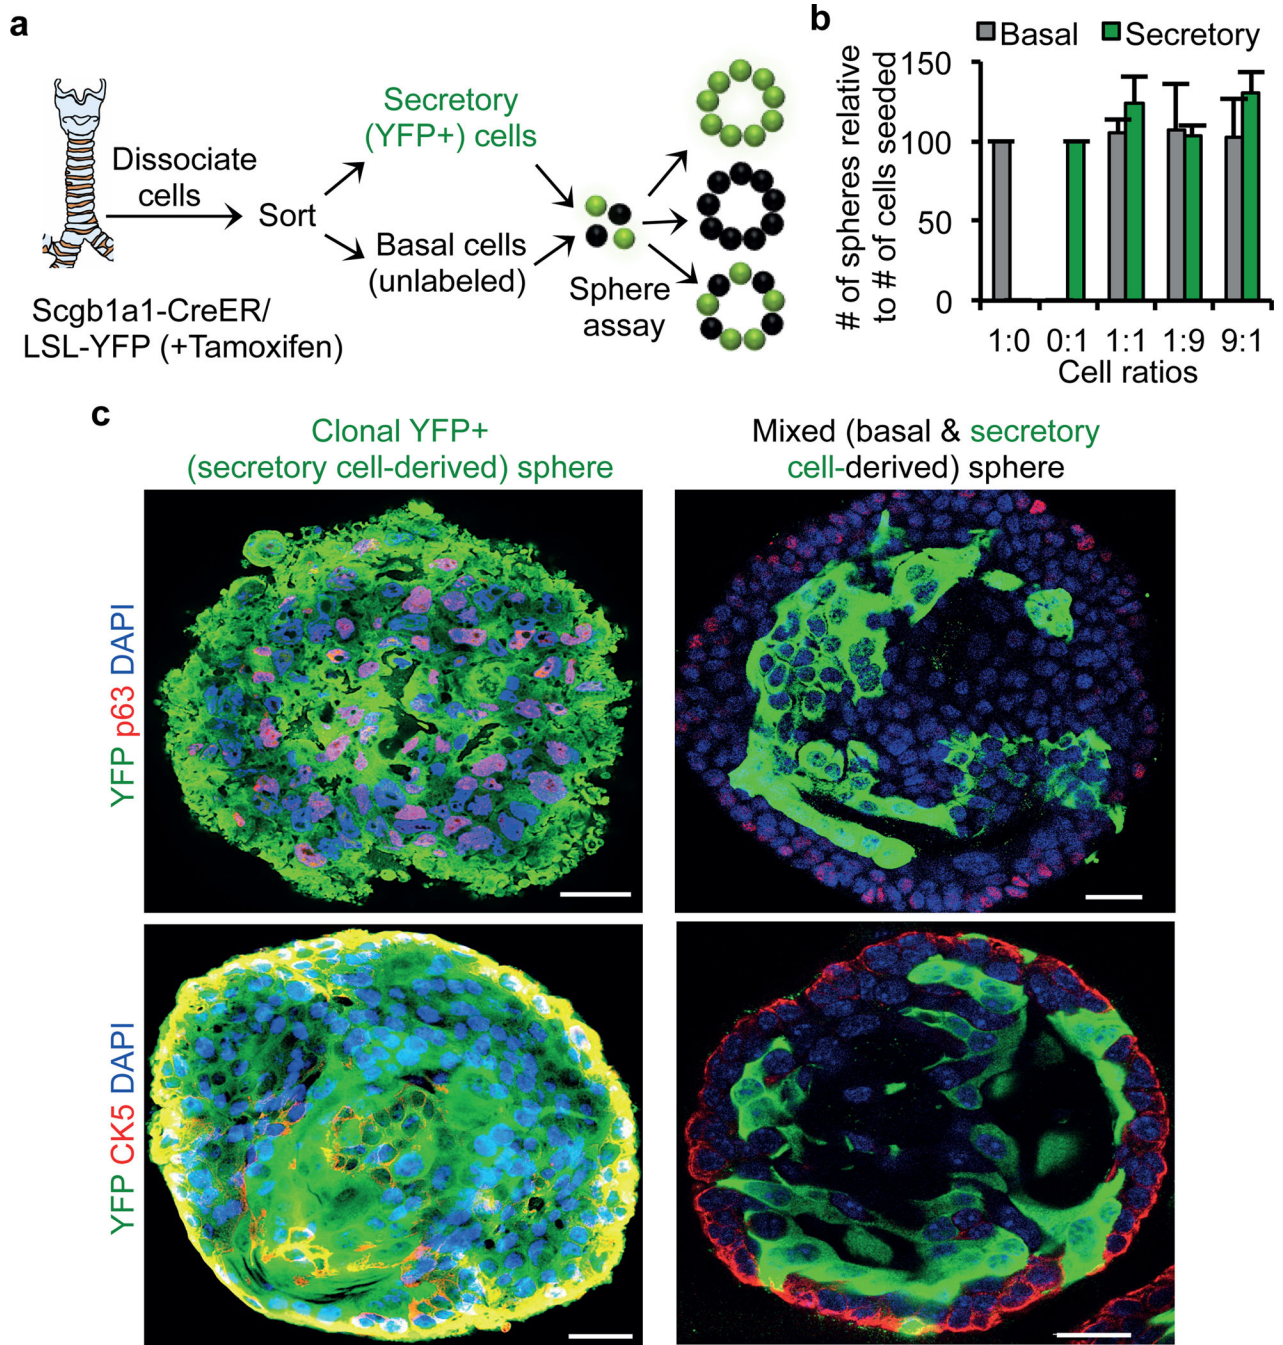 a
Dissociate
cells
Sort
Secretory
(YFP+) cells
Basal cells
(unlabeled)
Sphere
assay
Scgb1a1-CreER/
LSL-YFP (+Tamoxifen)
b
Basal Secretory
# of spheres relative
to # of cells seeded
150
100
50
0
1:0 0:1 1:1 1:9 9:1
Cell ratios
c
Clonal YFP+
(secretory cell-derived) sphere
Mixed (basal & secretory
cell-derived) sphere
YFP p63 DAPI
YFP CK5 DAPI